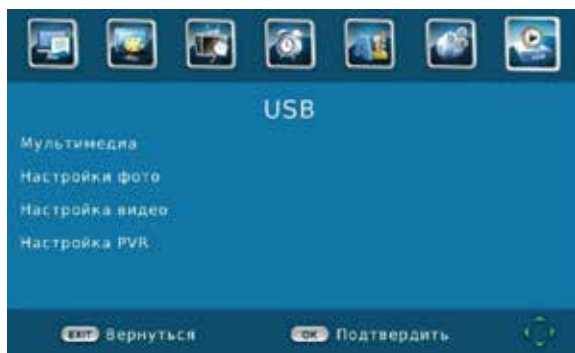 USB
Мультимедиа
Настройки фото
Настройка видео
Настройка PVR
EXIT Вернуться OK Подтвердить